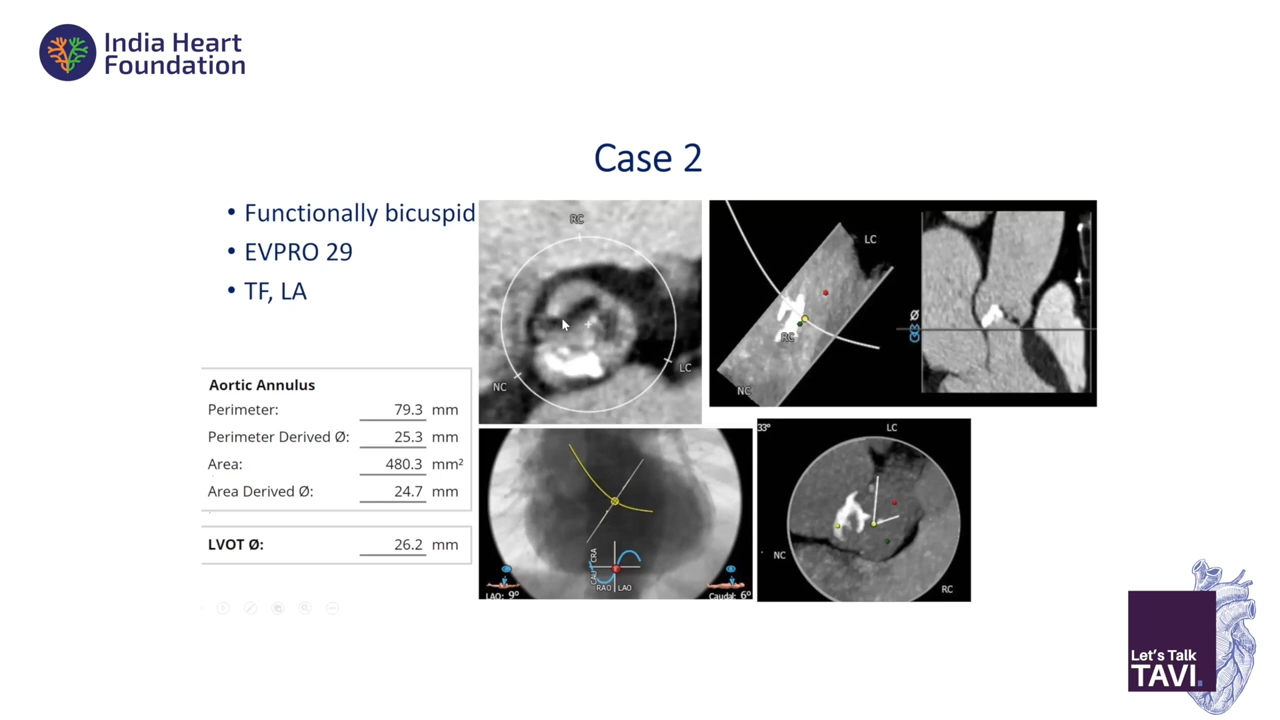 India Heart
Foundation
Case 2
• Functionally bicuspid
• EVPRO 29
• TF, LA
Aortic Annulus
Perimeter: 79.3 mm
Perimeter Derived Ø: 25.3 mm
Area: 480.3 mm²
Area Derived Ø: 24.7 mm
LVOT Ø: 26.2 mm
RC
NC
LC
LC
RC
NC
Ø
CAU CRA
RAO LAO
LAO: 9°
Caudal: 6°
33°
LC
NC
RC
Let's Talk
TAVI.